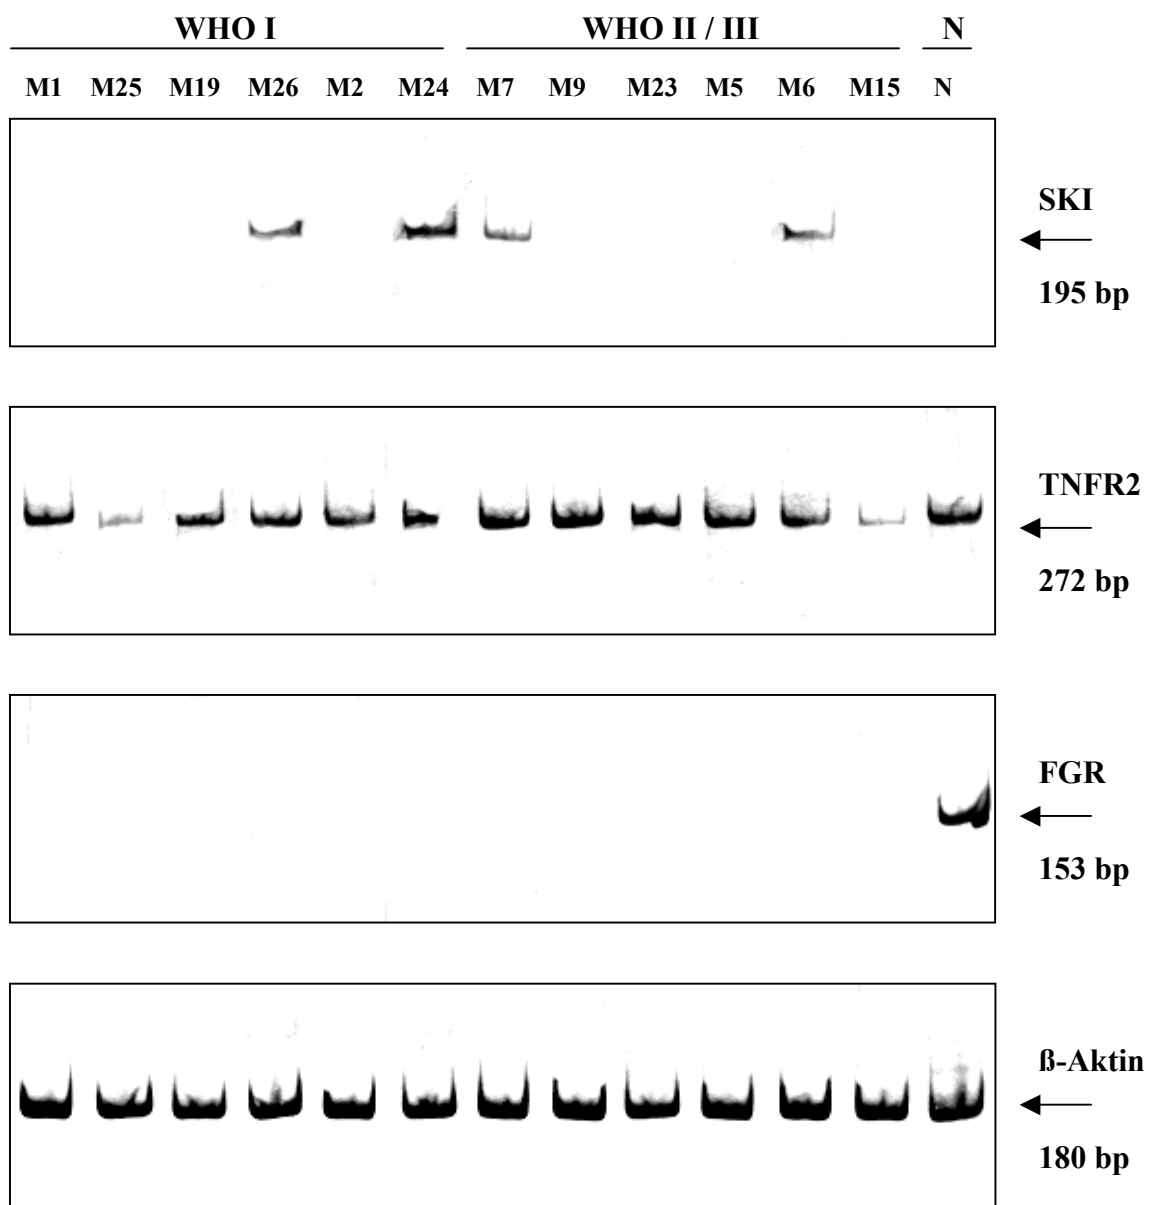 WHO I WHO II / III N
M1 M25 M19 M26 M2 M24 M7 M9 M23 M5 M6 M15 N
SKI
195 bp
TNFR2
272 bp
FGR
153 bp
ß-Aktin
180 bp